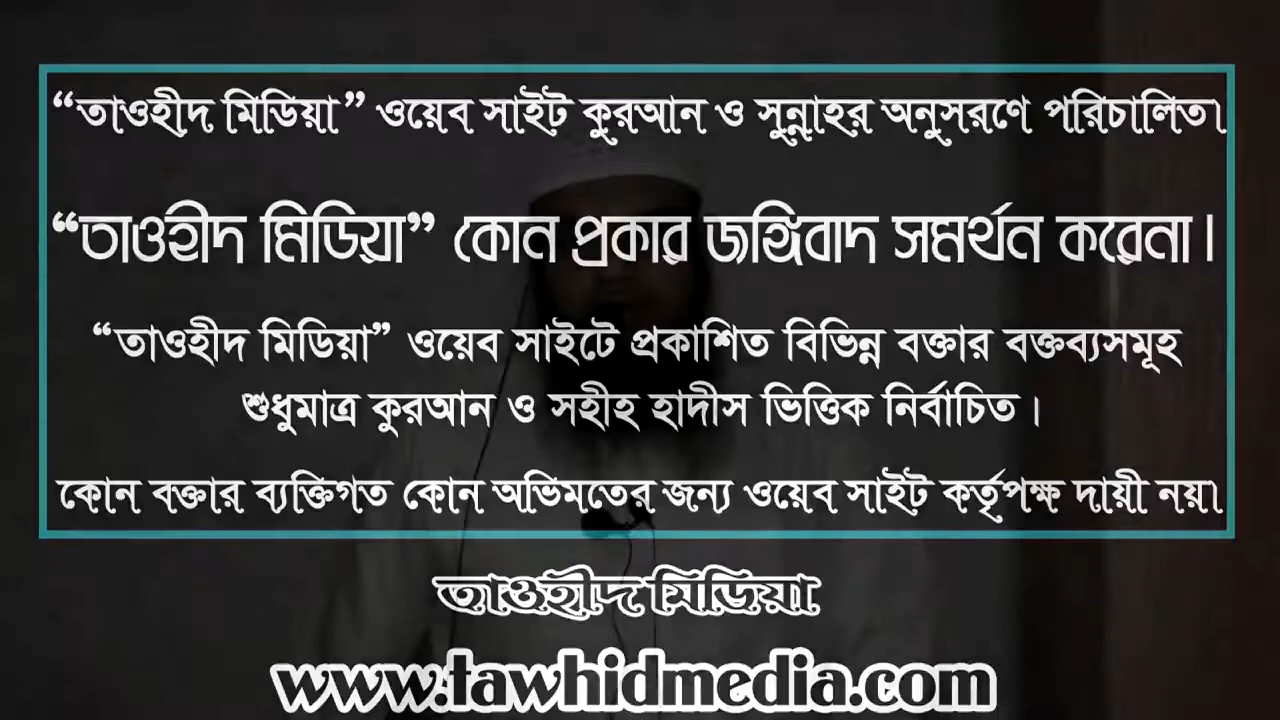 “তাওহীদ মিডিয়া” ওয়েব সাইট কুরআন ও সুন্নাহর অনুসরণে পরিচালিত।
“তাওহীদ মিডিয়া” কোন প্রকার জঙ্গিবাদ সমর্থন করেনা।
“তাওহীদ মিডিয়া” ওয়েব সাইটে প্রকাশিত বিভিন্ন বক্তার বক্তব্যসমূহ
শুধুমাত্র কুরআন ও সহীহ হাদীস ভিত্তিক নির্বাচিত।
কোন বক্তার ব্যক্তিগত কোন অভিমতের জন্য ওয়েব সাইট কর্তৃপক্ষ দায়ী নয়।
তাওহীদ মিডিয়া
www.tawhidmedia.com